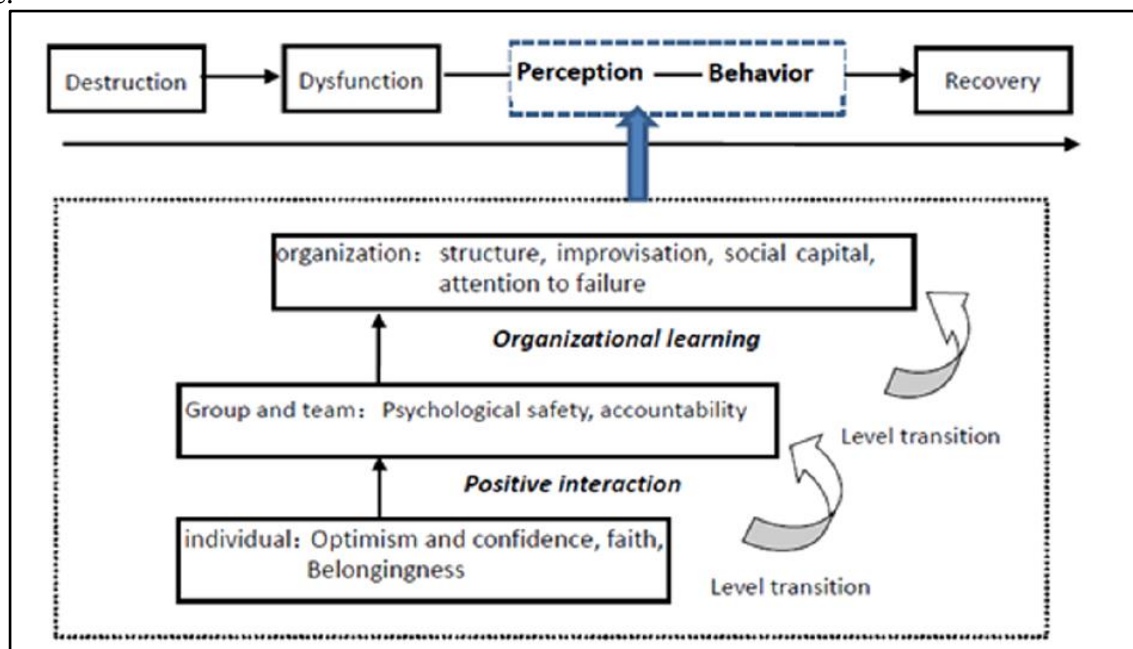 Destruction
Dysfunction
Perception — Behavior
Recovery
organization: structure, improvisation, social capital,
attention to failure
Organizational learning
Group and team: Psychological safety, accountability
Level transition
Positive interaction
individual: Optimism and confidence, faith,
Belongingness
Level transition